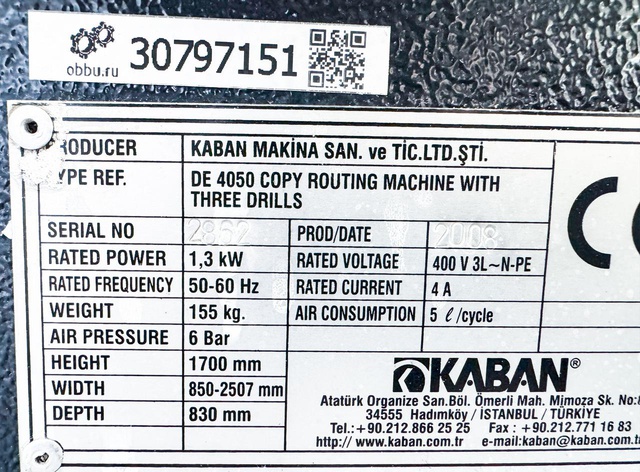 obbu.ru 30797151
PRODUCER KABAN MAKİNA SAN. ve TİC.LTD.ŞTİ.
TYPE REF. DE 4050 COPY ROUTING MACHINE WITH
THREE DRILLS
SERIAL NO 2862 PROD/DATE 2008
RATED POWER 1,3 kW RATED VOLTAGE 400 V 3L~N-PE
RATED FREQUENCY 50-60 Hz RATED CURRENT 4 A
WEIGHT 155 kg. AIR CONSUMPTION 5 ℓ/cycle
AIR PRESSURE 6 Bar
HEIGHT 1700 mm
WIDTH 850-2507 mm
DEPTH 830 mm
CE
KABAN®
Atatürk Organize San.Böl. Ömerli Mah. Mimoza Sk. No:
34555 Hadımköy / İSTANBUL / TÜRKİYE
Tel.:+90.212.866 25 25 Fax : +90.212.771 16 83
http:// www.kaban.com.tr e-mail:kaban@kaban.com.t